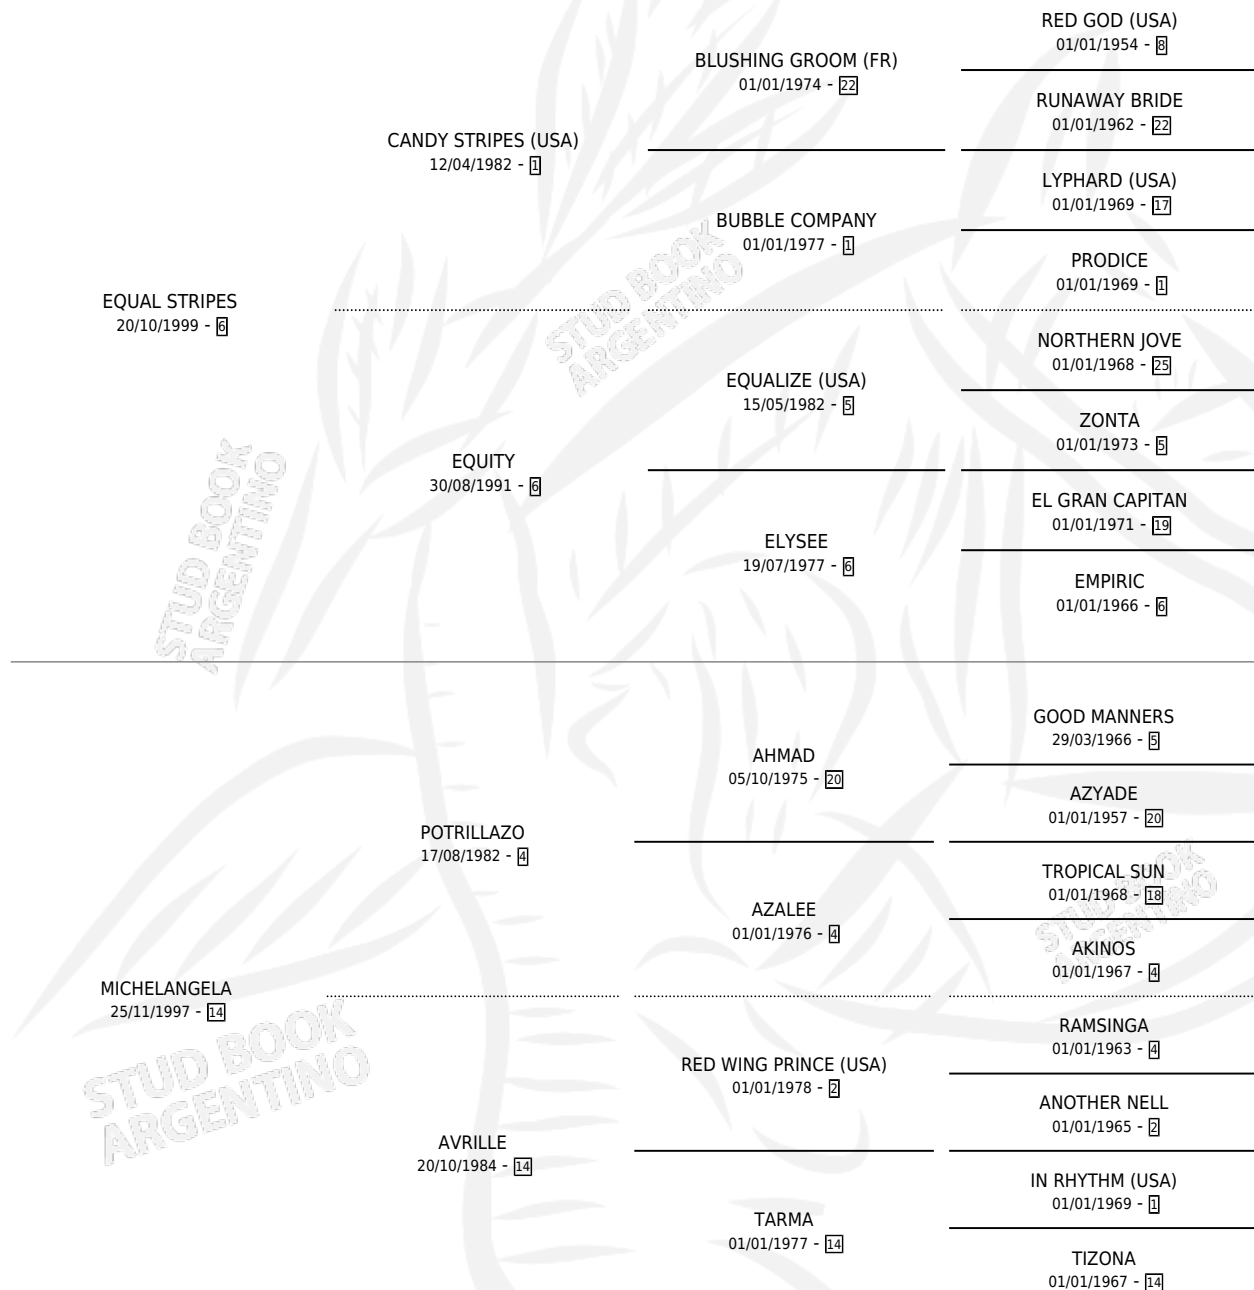 RED GOD (USA)
01/01/1954 - 8
BLUSHING GROOM (FR)
01/01/1974 - 22
RUNAWAY BRIDE
01/01/1962 - 22
CANDY STRIPES (USA)
12/04/1982 - 1
LYPHARD (USA)
01/01/1969 - 17
BUBBLE COMPANY
01/01/1977 - 1
PRODICE
01/01/1969 - 1
EQUAL STRIPES
20/10/1999 - 6
STUD BOOK
ARGENTINO
NORTHERN JOVE
01/01/1968 - 25
EQUALIZE (USA)
15/05/1982 - 5
ZONTA
01/01/1973 - 5
EQUITY
30/08/1991 - 6
EL GRAN CAPITAN
01/01/1971 - 19
ELYSEE
19/07/1977 - 6
EMPIRIC
01/01/1966 - 6
STUD BOOK
ARGENTINO
GOOD MANNERS
29/03/1966 - 5
AHMAD
05/10/1975 - 20
AZYADE
01/01/1957 - 20
POTRILLAZO
17/08/1982 - 4
TROPICAL SUN
01/01/1968 - 18
AZALEE
01/01/1976 - 4
AKINOS
01/01/1967 - 4
STUD BOOK
ARGENTINO
MICHELANGELA
25/11/1997 - 14
RAMSINGA
01/01/1963 - 4
RED WING PRINCE (USA)
01/01/1978 - 2
ANOTHER NELL
01/01/1965 - 2
STUD BOOK
ARGENTINO
AVRILLE
20/10/1984 - 14
IN RHYTHM (USA)
01/01/1969 - 1
TARMA
01/01/1977 - 14
TIZONA
01/01/1967 - 14